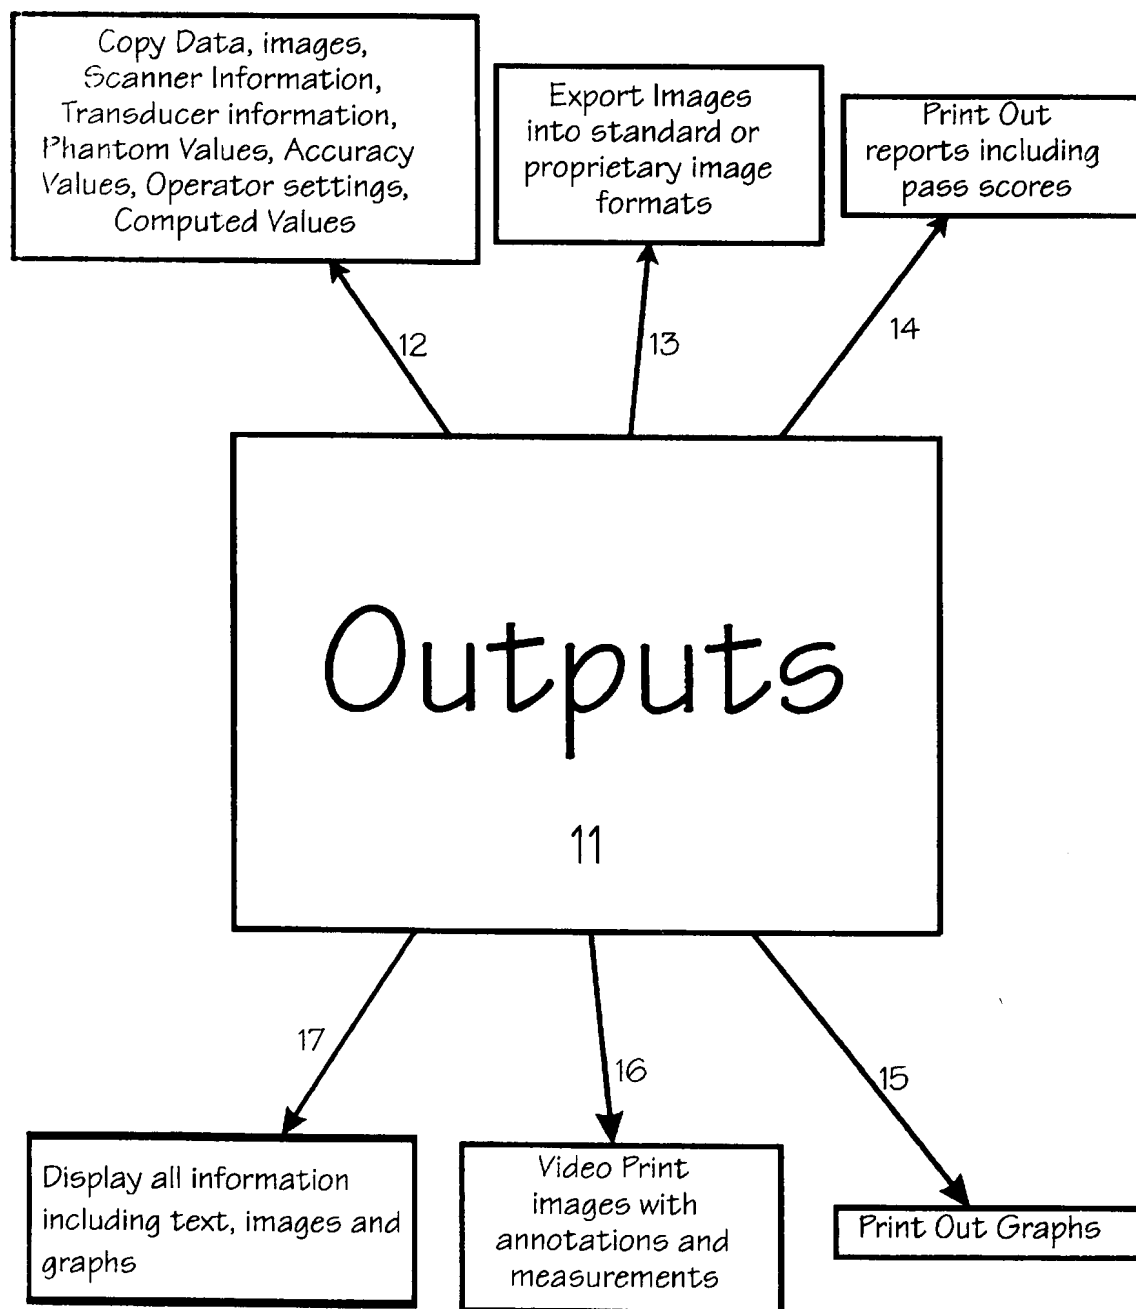 Copy Data, images,
Scanner Information,
Transducer information,
Phantom Values, Accuracy
Values, Operator settings,
Computed Values
Export Images
into standard or
proprietary image
formats
Print Out
reports including
pass scores
12
13
14
Outputs
11
17
16
15
Display all information
including text, images and
graphs
Video Print
images with
annotations and
measurements
Print Out Graphs